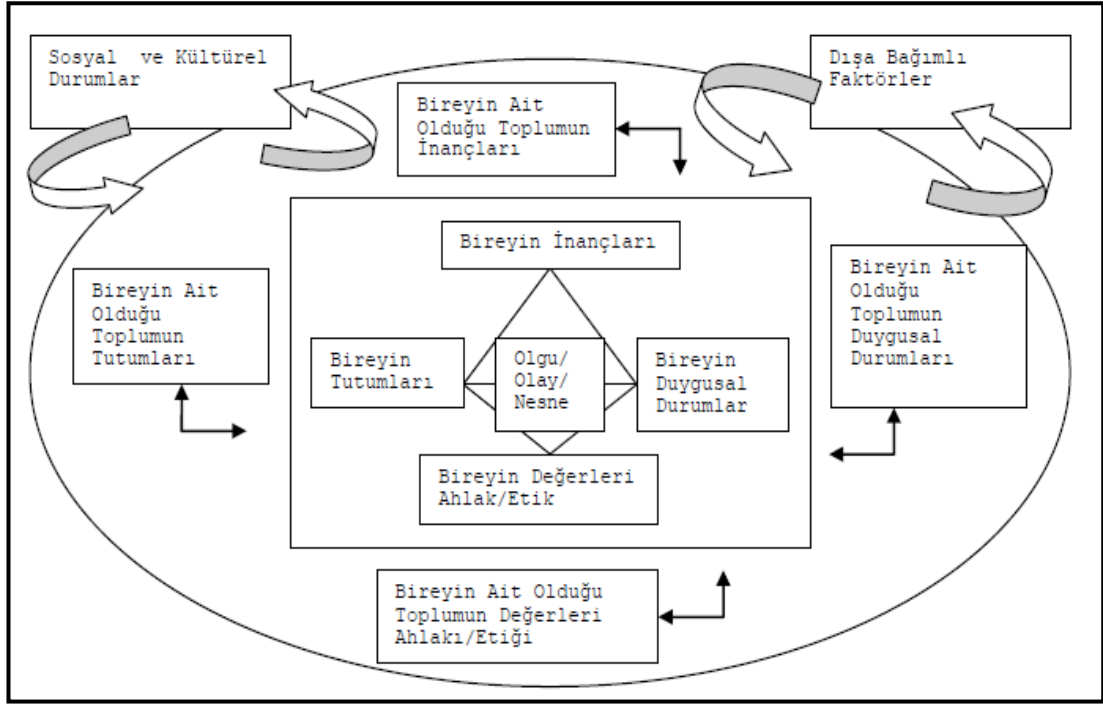 Sosyal ve Kültürel
Durumlar
Dışa Bağımlı
Faktörler
Bireyin Ait
Olduğu Toplumun
İnançları
Bireyin İnançları
Bireyin Ait
Olduğu
Toplumun
Tutumları
Bireyin
Tutumları
Olgu/
Olay/
Nesne
Bireyin
Duygusal
Durumlar
Bireyin Ait
Olduğu
Toplumun
Duygusal
Durumları
Bireyin Değerleri
Ahlak/Etik
Bireyin Ait Olduğu
Toplumun Değerleri
Ahlakı/Etiği